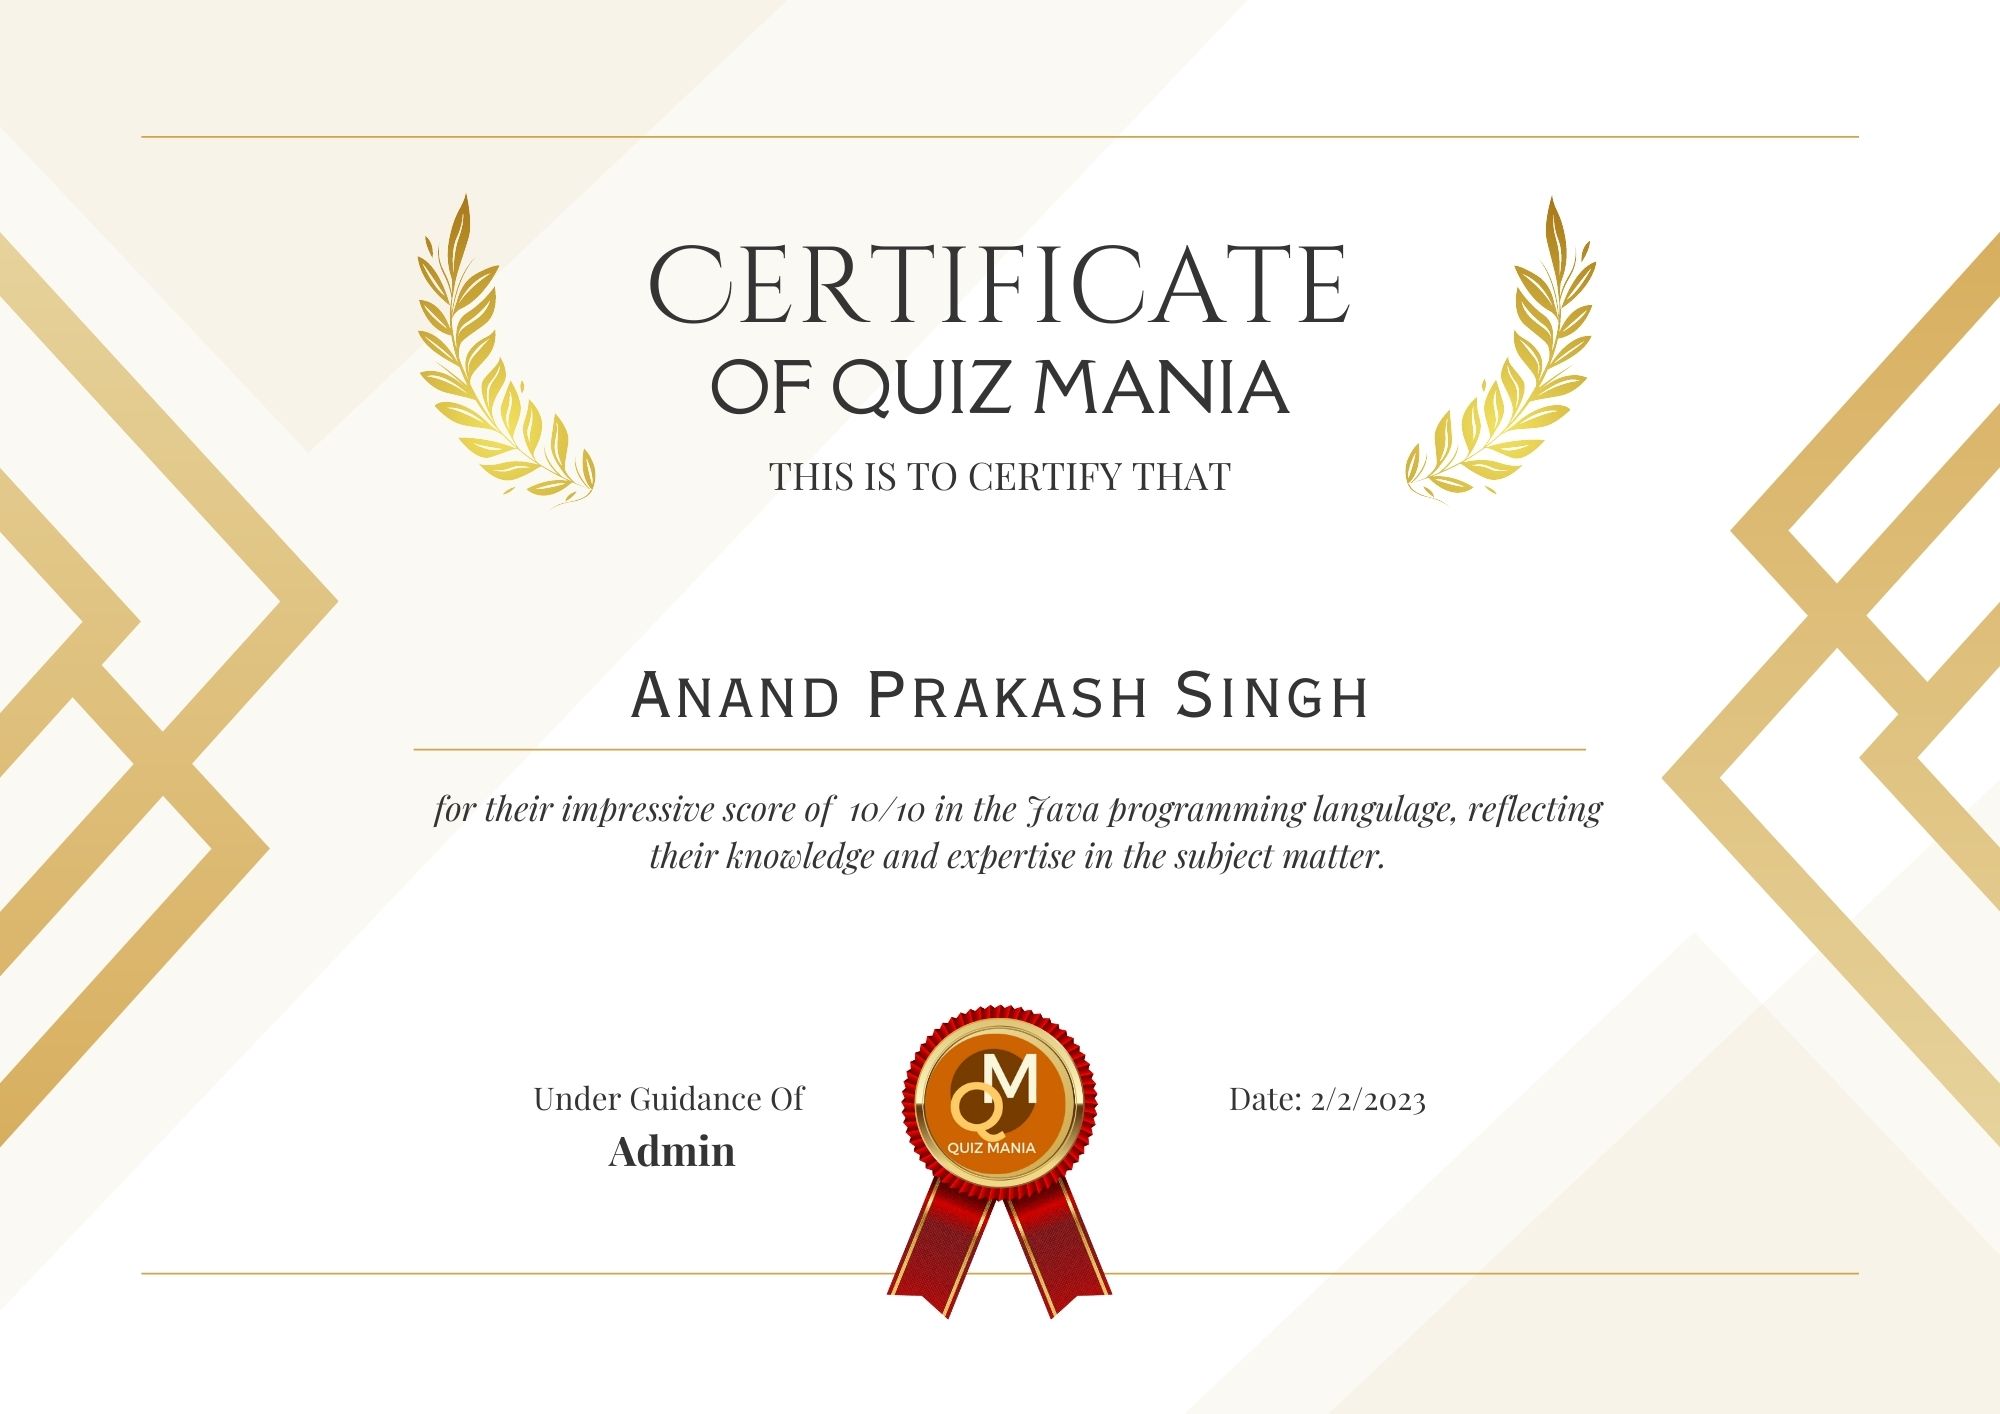 CERTIFICATE
OF QUIZ MANIA
THIS IS TO CERTIFY THAT
ANAND PRAKASH SINGH
for their impressive score of 10/10 in the Java programming langulage, reflecting
their knowledge and expertise in the subject matter.
Under Guidance Of
Admin
QM
QUIZ MANIA
Date: 2/2/2023